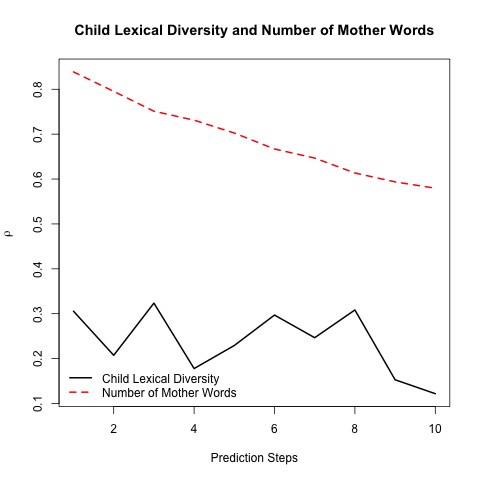 Child Lexical Diversity and Number of Mother Words
0.8
0.7
0.6
0.5
0.4
0.3
0.2
0.1
ρ
Child Lexical Diversity
Number of Mother Words
2 4 6 8 10
Prediction Steps